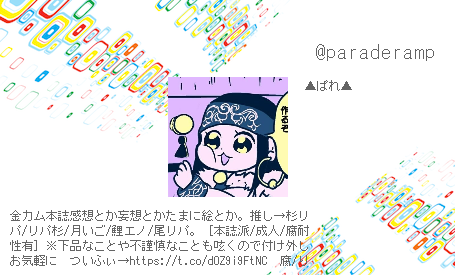 @paraderamp
▲ぱれ▲
作るぞ
金カム本誌感想とか妄想とかたまに絵とか。推し→杉リ
パ/リパ杉/月いご/鯉エノ/尾リパ。［本誌派/成人/腐耐
性有］※下品なことや不謹慎なことも呟くので付け外し
お気軽に　ついふぃ→https://t.co/dOZ9i9FtNC　腐/リ